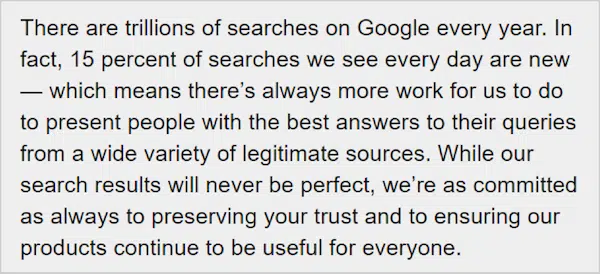 There are trillions of searches on Google every year. In
fact, 15 percent of searches we see every day are new
— which means there’s always more work for us to do
to present people with the best answers to their queries
from a wide variety of legitimate sources. While our
search results will never be perfect, we’re as committed
as always to preserving your trust and to ensuring our
products continue to be useful for everyone.